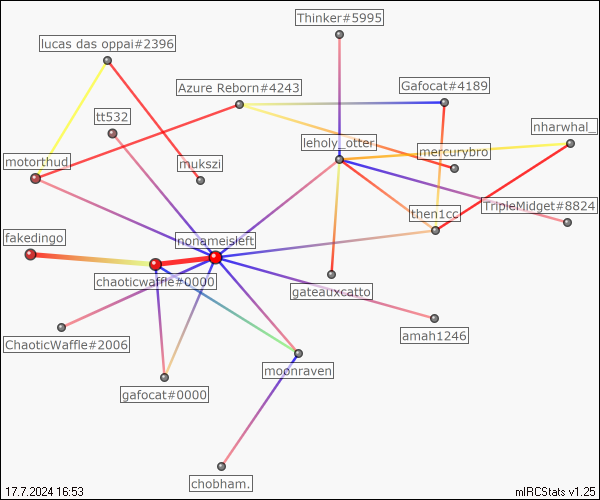 Thinker#5995
lucas das oppai#2396
Azure Reborn#4243
Gafocat#4189
tt532
nharwhal_
leholy_otter
mercurybro
motorthud_
mukszi
TripleMidget#8824
then1cc
fakedingo
nonameisleft
chaoticwaffle#0000
gateauxcatto
ChaoticWaffle#2006
amah1246
moonraven
gafocat#0000
chobham.
17.7.2024 16:53
mIRCStats v1.25